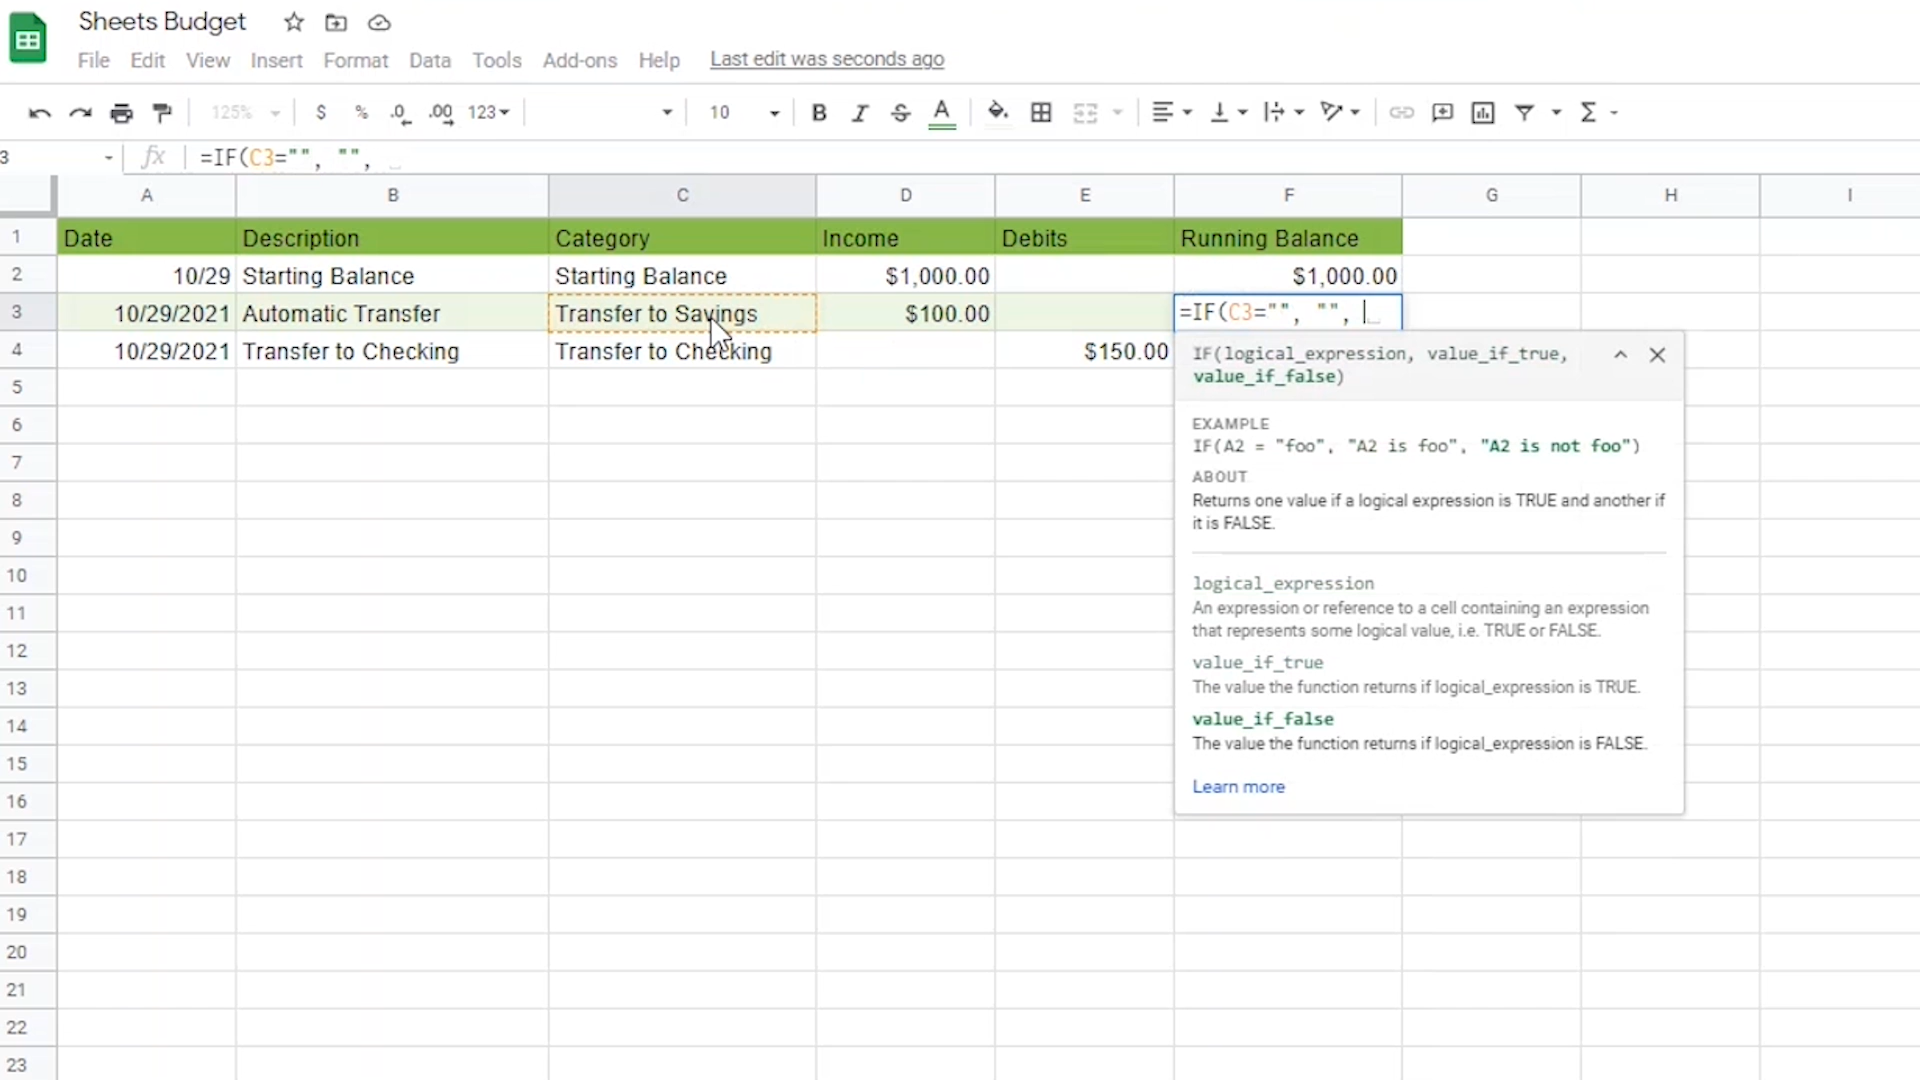 Sheets Budget
File Edit View Insert Format Data Tools Add-ons Help Last edit was seconds ago
125% $ % .0 .00 123 10 B I S A Σ
3 fx =IF(C3="", "",
A B C D E F G H I
1 Date Description Category Income Debits Running Balance
2 10/29 Starting Balance Starting Balance $1,000.00 $1,000.00
3 10/29/2021 Automatic Transfer Transfer to Savings $100.00 =IF(C3="", "",
4 10/29/2021 Transfer to Checking Transfer to Checking $150.00
IF(logical_expression, value_if_true,
value_if_false)
5
EXAMPLE
6
IF(A2 = "foo", "A2 is foo", "A2 is not foo")
7
ABOUT
8
Returns one value if a logical expression is TRUE and another if
it is FALSE.
9
10
logical_expression
11
An expression or reference to a cell containing an expression
that represents some logical value, i.e. TRUE or FALSE.
12
value_if_true
13
The value the function returns if logical_expression is TRUE.
14
value_if_false
The value the function returns if logical_expression is FALSE.
15
Learn more
16
17
18
19
20
21
22
23